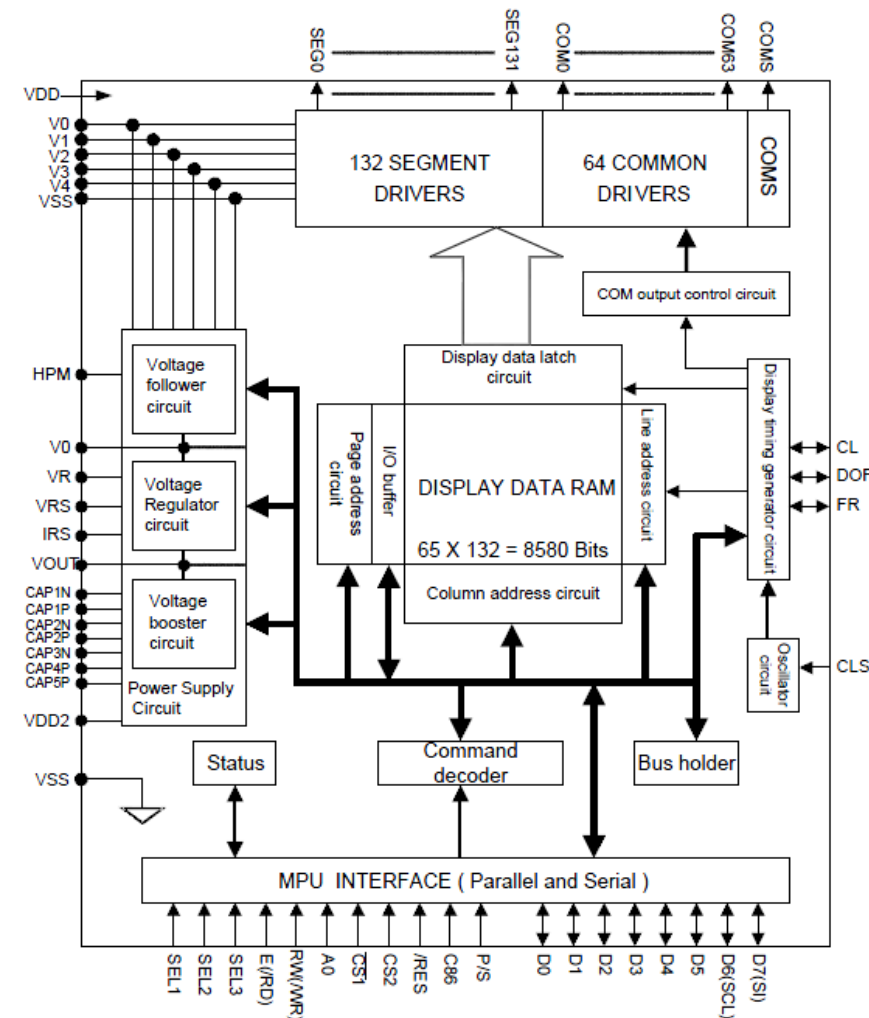 SEG0
SEG131
COM0
COM63
COMS
VDD
V0
V1
V2
V3
V4
VSS
132 SEGMENT
DRIVERS
64 COMMON
DRIVERS
COMS
COM output control circuit
HPM
V0
VR
VRS
IRS
VOUT
CAP1N
CAP1P
CAP2N
CAP2P
CAP3N
CAP4P
CAP5P
VDD2
VSS
Voltage
follower
circuit
Voltage
Regulator
circuit
Voltage
booster
circuit
Power Supply
Circuit
Display data latch
circuit
Page address
circuit
I/O buffer
DISPLAY DATA RAM
65 X 132 = 8580 Bits
Line address circuit
Column address circuit
Display timing generator circuit
CL
DOF
FR
Oscillator
circuit
CLS
Status
Command
decoder
Bus holder
MPU INTERFACE ( Parallel and Serial )
SEL1
SEL2
SEL3
E(/RD)
RW(/WR)
A0
CS1
CS2
/RES
C86
P/S
D0
D1
D2
D3
D4
D5
D6(SCL)
D7(SI)